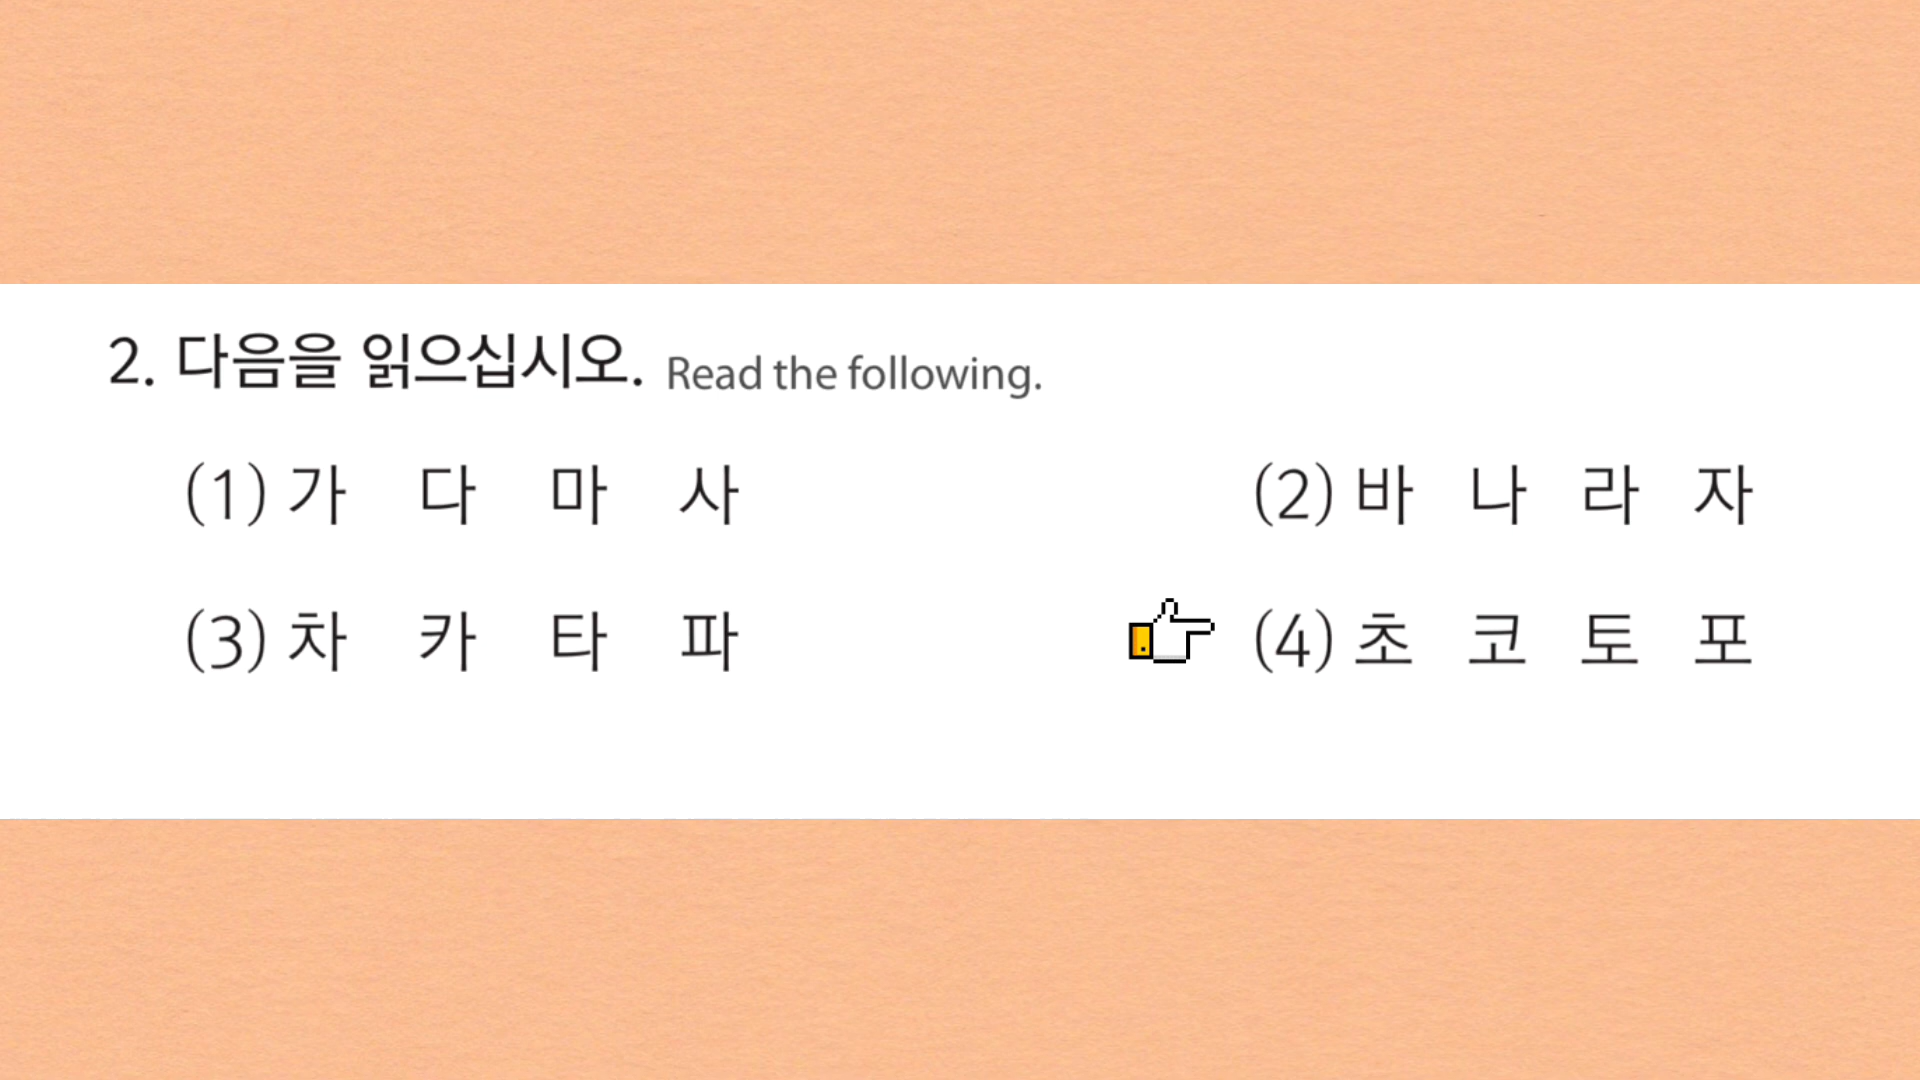 2. 다음을 읽으십시오. Read the following.
(1) 가 다 마 사 (2) 바 나 라 자
(3) 차 카 타 파 (4) 초 코 토 포